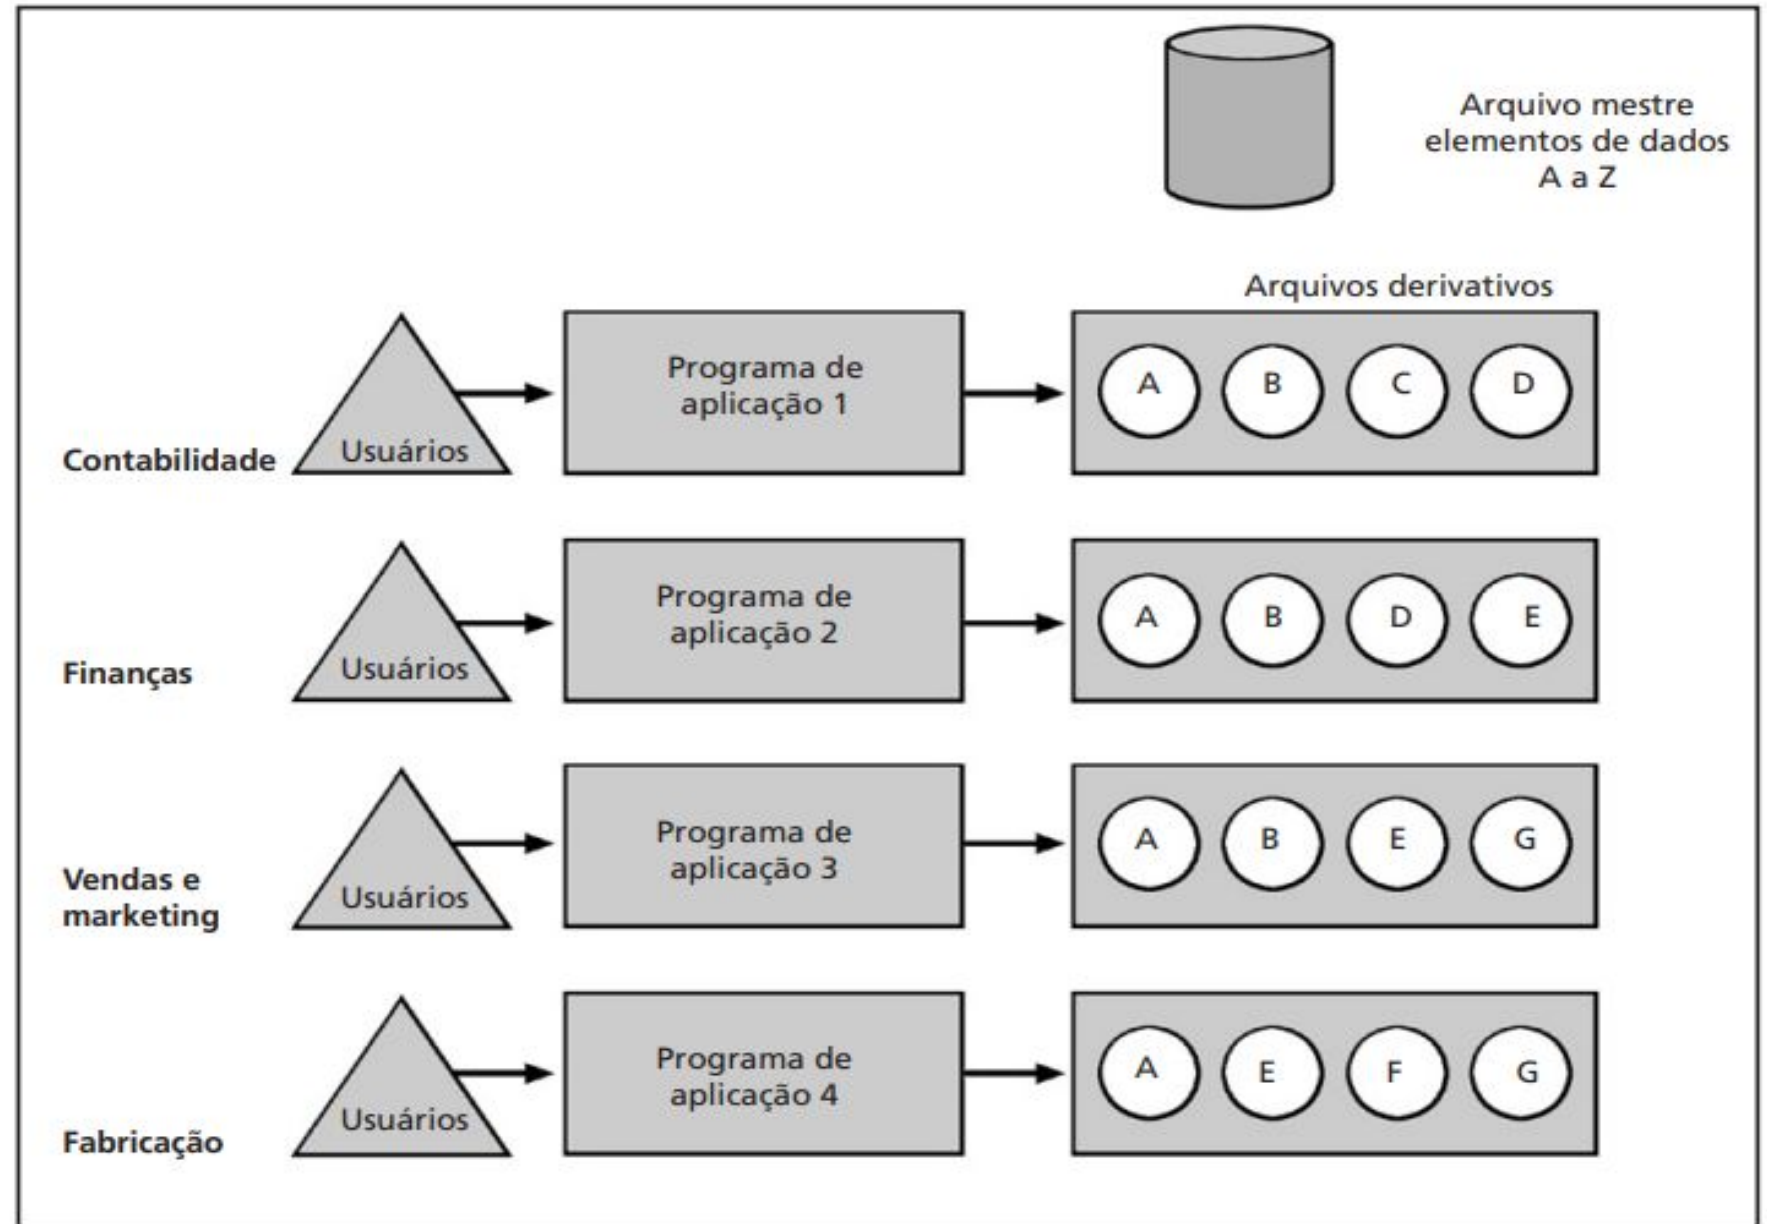 Arquivo mestre
elementos de dados
A a Z
Arquivos derivativos
Contabilidade
Usuários
Programa de
aplicação 1
A B C D
Finanças
Usuários
Programa de
aplicação 2
A B D E
Vendas e
marketing
Usuários
Programa de
aplicação 3
A B E G
Fabricação
Usuários
Programa de
aplicação 4
A E F G